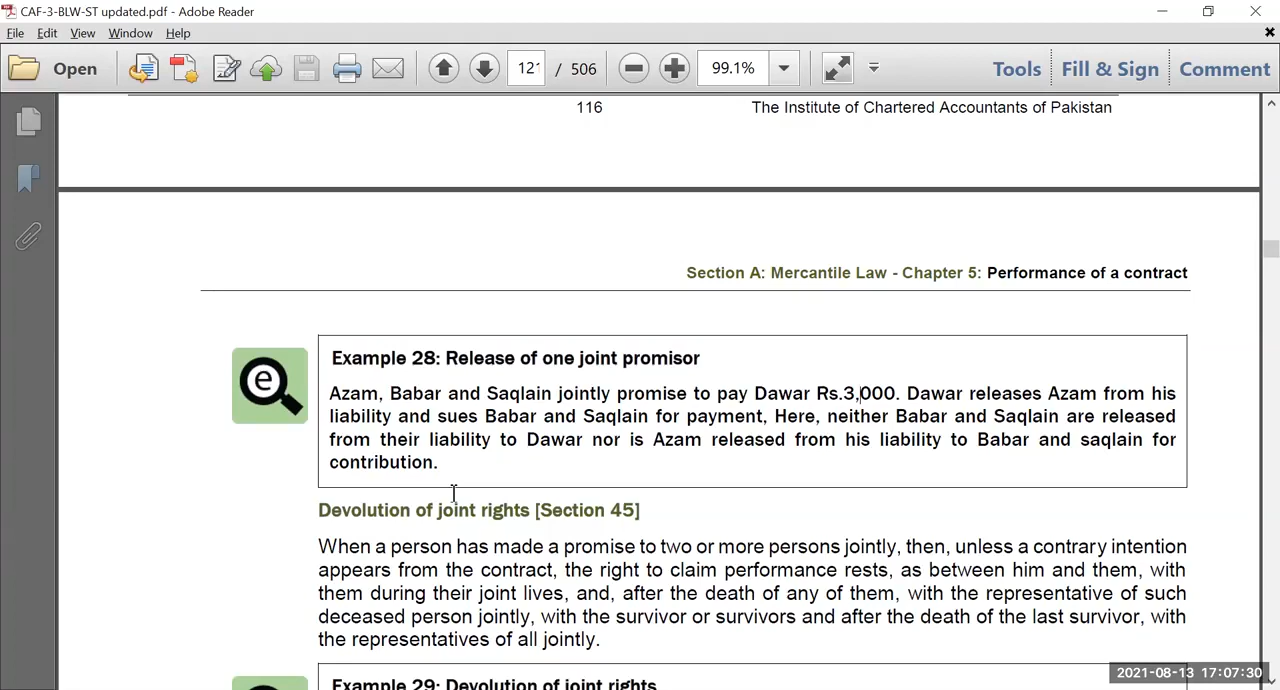 CAF-3-BLW-ST updated.pdf - Adobe Reader
File Edit View Window Help
Open 121 / 506 99.1% Tools Fill & Sign Comment
116 The Institute of Chartered Accountants of Pakistan
Section A: Mercantile Law - Chapter 5: Performance of a contract
Example 28: Release of one joint promisor
Azam, Babar and Saqlain jointly promise to pay Dawar Rs.3,000. Dawar releases Azam from his
liability and sues Babar and Saqlain for payment, Here, neither Babar and Saqlain are released
from their liability to Dawar nor is Azam released from his liability to Babar and saqlain for
contribution.
Devolution of joint rights [Section 45]
When a person has made a promise to two or more persons jointly, then, unless a contrary intention
appears from the contract, the right to claim performance rests, as between him and them, with
them during their joint lives, and, after the death of any of them, with the representative of such
deceased person jointly, with the survivor or survivors and after the death of the last survivor, with
the representatives of all jointly.
Example 29: Devolution of joint rights
2021-08-13 17:07:30